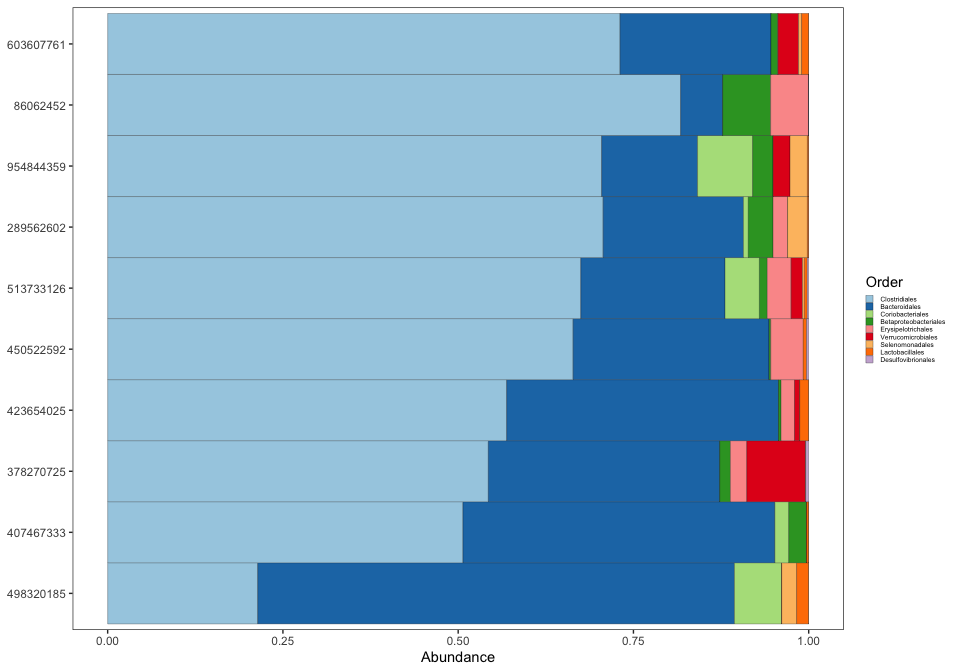 603607761
86062452
954844359
289562602
513733126
450522592
423654025
378270725
407467333
498320185
0.00 0.25 0.50 0.75 1.00
Abundance
Order
Clostridiales
Bacteroidales
Coriobacteriales
Betaproteobacteriales
Erysipelotrichales
Verrucomicrobiales
Selenomonadales
Lactobacillales
Desulfovibrionales